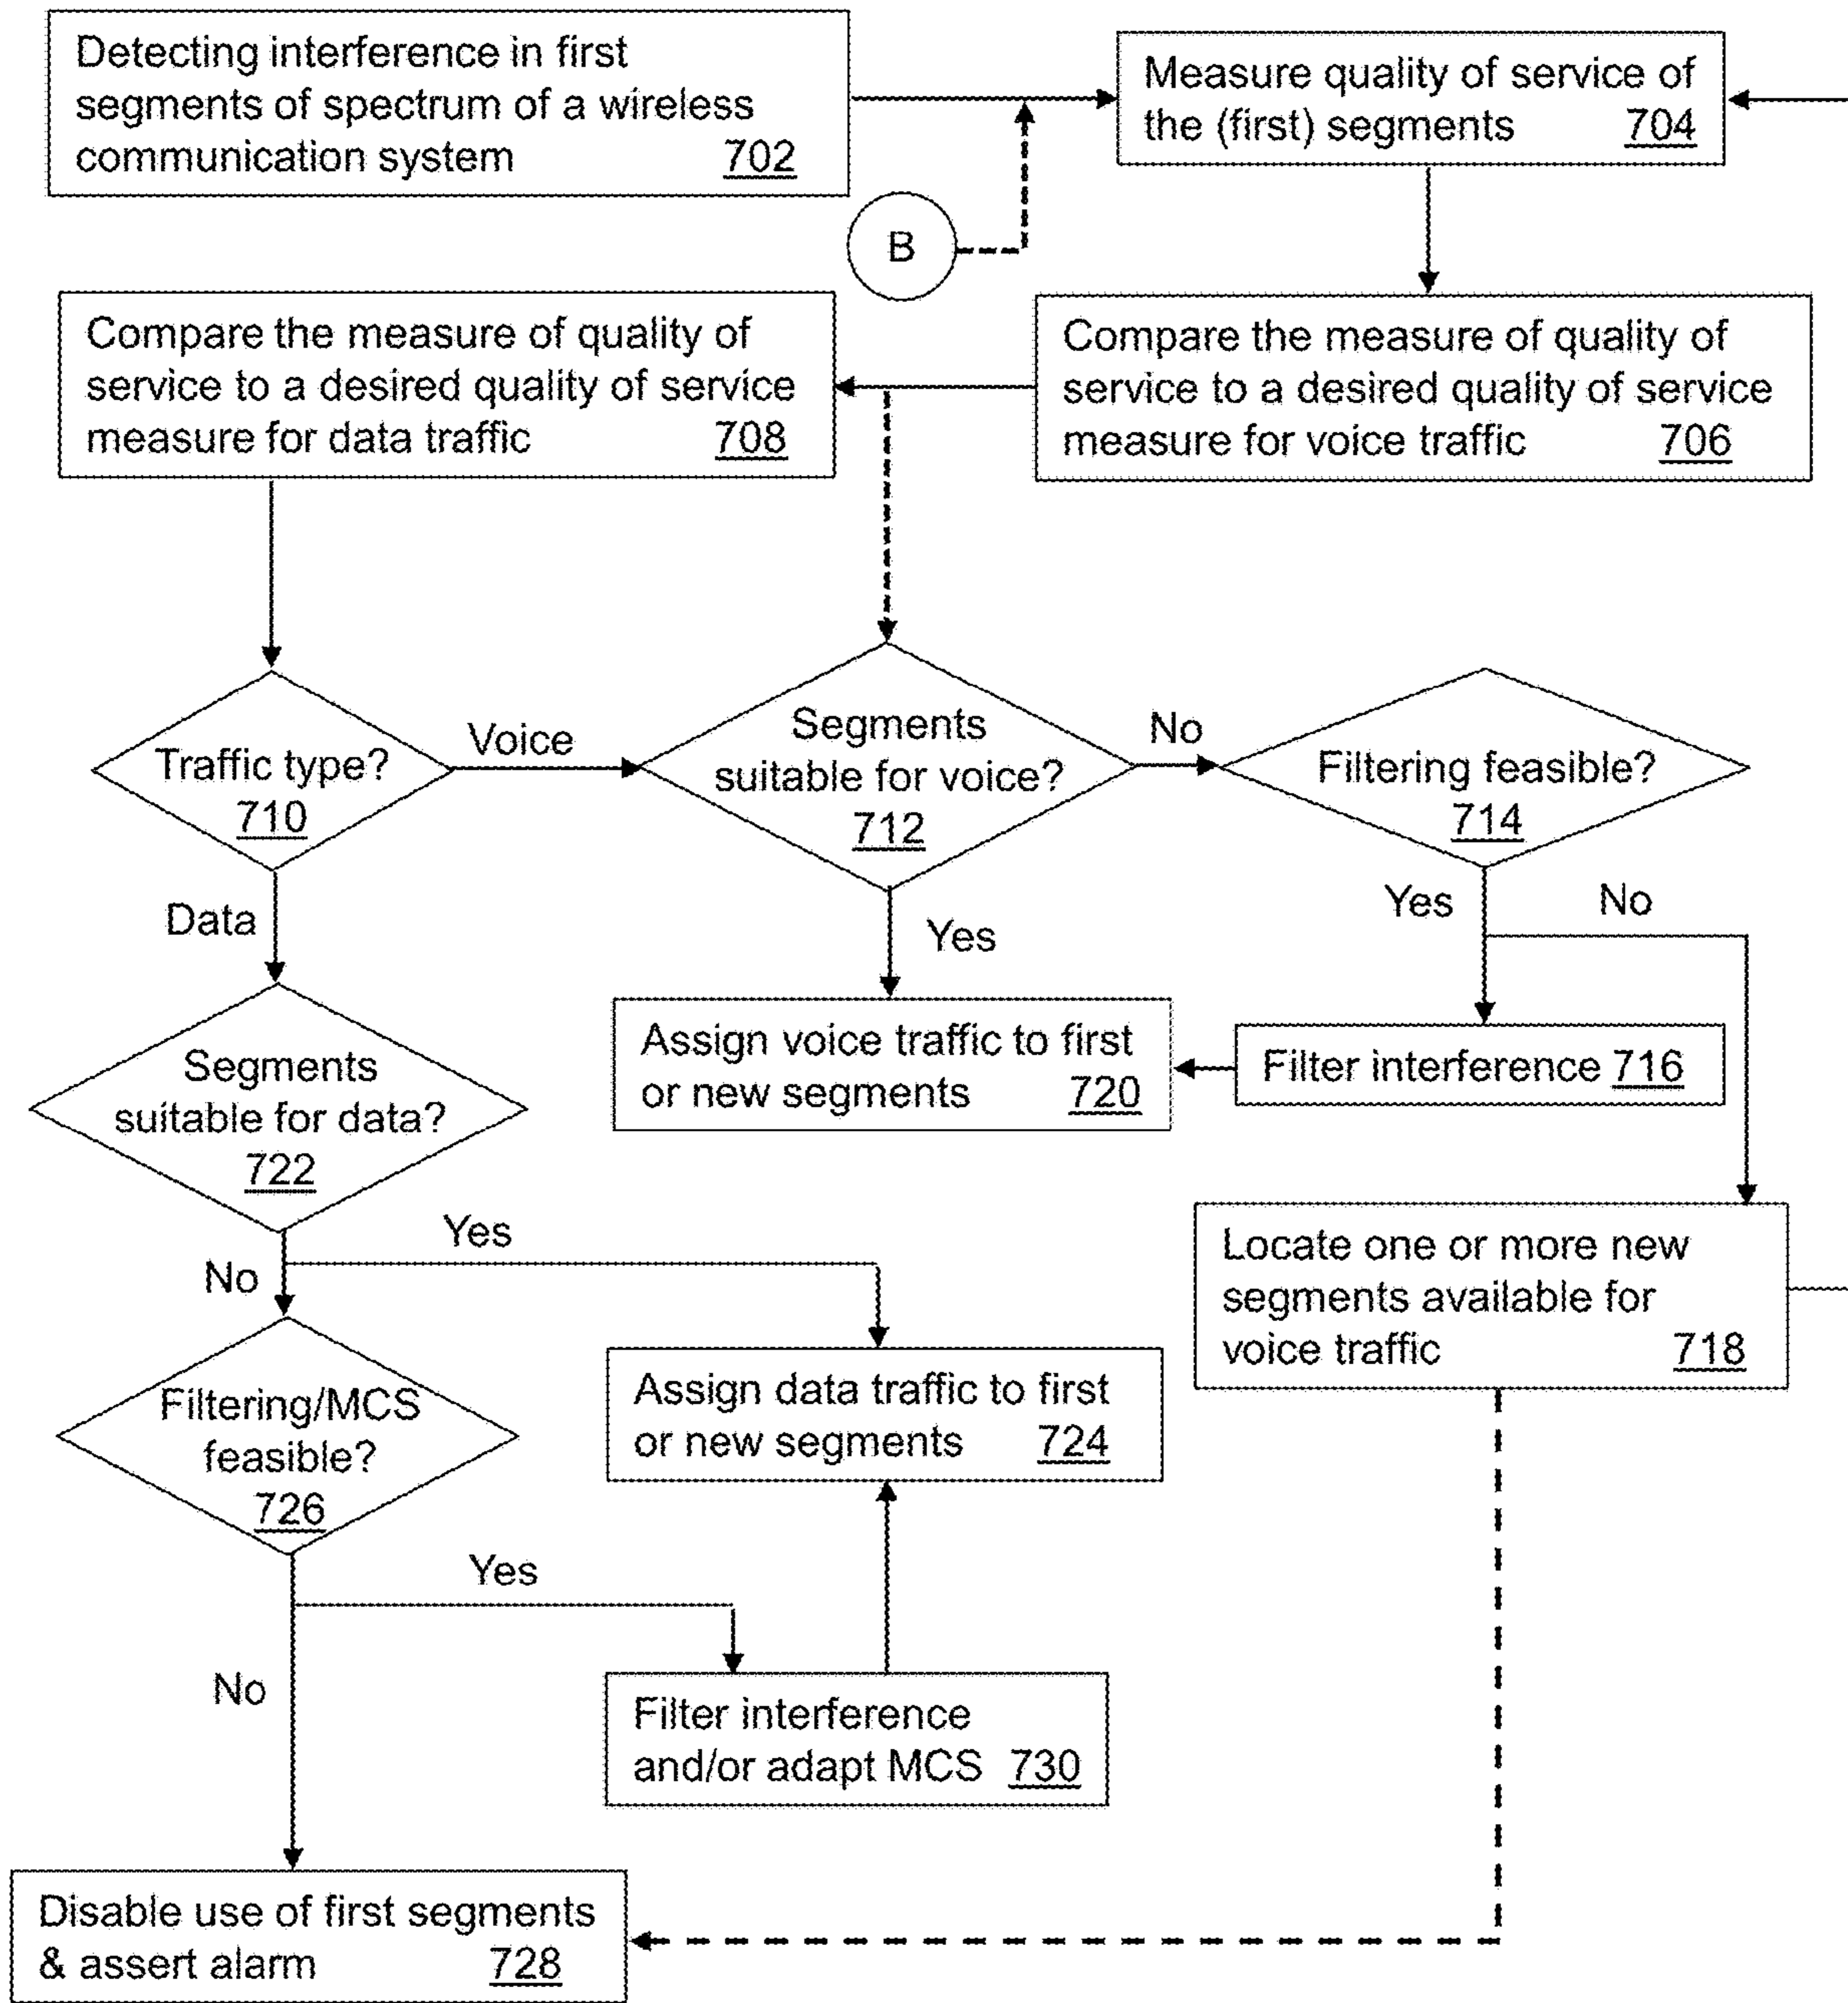 Detecting interference in first
segments of spectrum of a wireless
communication system 702
Measure quality of service of
the (first) segments 704
B
Compare the measure of quality of
service to a desired quality of service
measure for data traffic 708
Compare the measure of quality of
service to a desired quality of service
measure for voice traffic 706
Traffic type?
710
Voice
Segments
suitable for voice?
712
No
Filtering feasible?
714
Data
Yes
Yes
No
Segments
suitable for data?
722
Assign voice traffic to first
or new segments 720
Filter interference 716
Yes
No
Locate one or more new
segments available for
voice traffic 718
Filtering/MCS
feasible?
726
Assign data traffic to first
or new segments 724
Yes
No
Filter interference
and/or adapt MCS 730
Disable use of first segments
& assert alarm 728